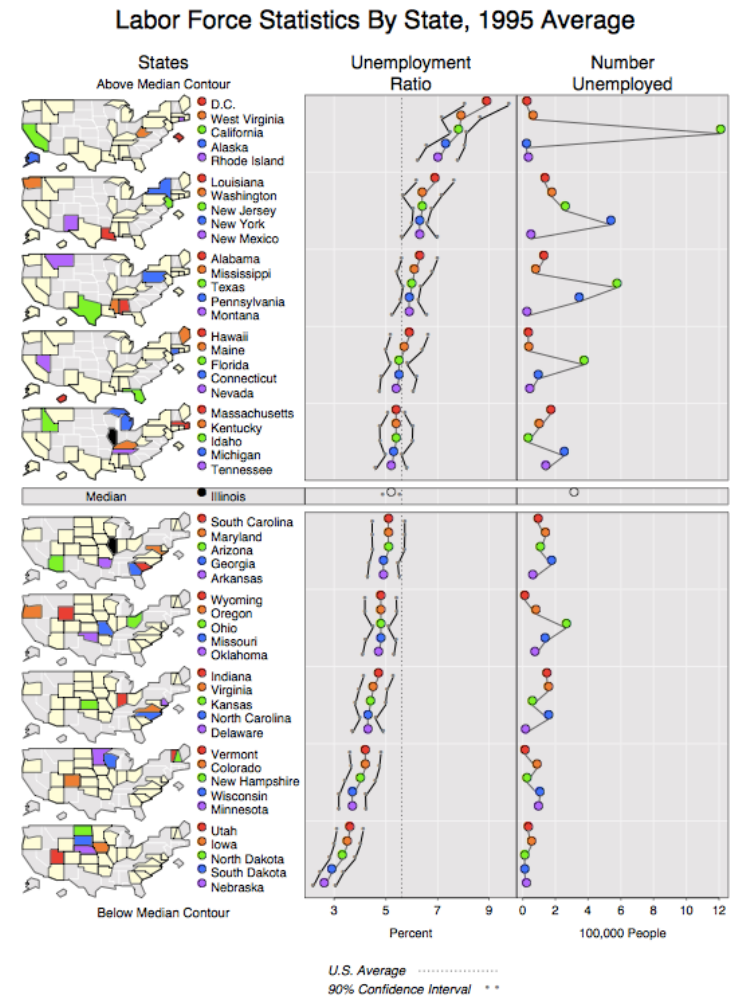 Labor Force Statistics By State, 1995 Average
States
Above Median Contour
Unemployment
Ratio
Number
Unemployed
D.C.
West Virginia
California
Alaska
Rhode Island
Louisiana
Washington
New Jersey
New York
New Mexico
Alabama
Mississippi
Texas
Pennsylvania
Montana
Hawaii
Maine
Florida
Connecticut
Nevada
Massachusetts
Kentucky
Idaho
Michigan
Tennessee
Median Illinois
South Carolina
Maryland
Arizona
Georgia
Arkansas
Wyoming
Oregon
Ohio
Missouri
Oklahoma
Indiana
Virginia
Kansas
North Carolina
Delaware
Vermont
Colorado
New Hampshire
Wisconsin
Minnesota
Utah
Iowa
North Dakota
South Dakota
Nebraska
Below Median Contour
3 5 7 9
Percent
0 2 4 6 8 10 12
100,000 People
U.S. Average
90% Confidence Interval